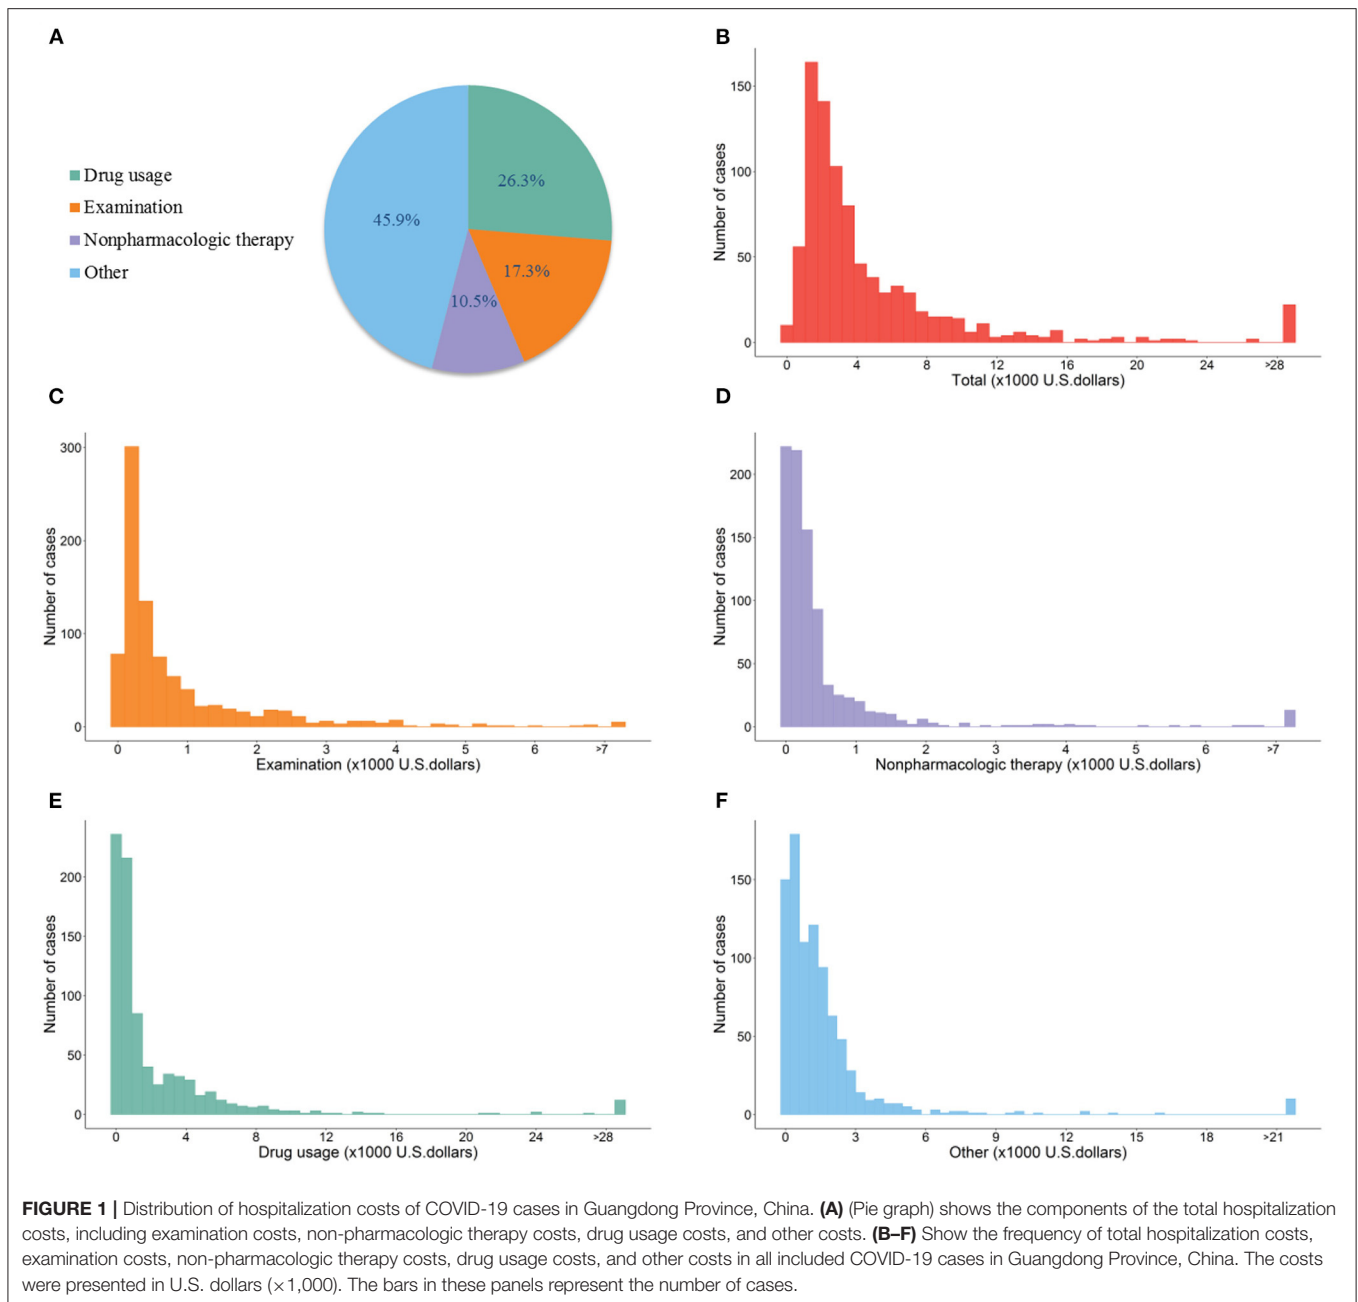 A
Drug usage
Examination
Nonpharmacologic therapy
Other
26.3%
17.3%
10.5%
45.9%
B
Number of cases
150
100
50
0
0 4 8 12 16 20 24 >28
Total (x1000 U.S.dollars)
C
Number of cases
300
200
100
0
0 1 2 3 4 5 6 >7
Examination (x1000 U.S.dollars)
D
Number of cases
200
150
100
50
0
0 1 2 3 4 5 6 >7
Nonpharmacologic therapy (x1000 U.S.dollars)
E
Number of cases
200
150
100
50
0
0 4 8 12 16 20 24 >28
Drug usage (x1000 U.S.dollars)
F
Number of cases
150
100
50
0
0 3 6 9 12 15 18 >21
Other (x1000 U.S.dollars)
FIGURE 1 | Distribution of hospitalization costs of COVID-19 cases in Guangdong Province, China. (A) (Pie graph) shows the components of the total hospitalization
costs, including examination costs, non-pharmacologic therapy costs, drug usage costs, and other costs. (B–F) Show the frequency of total hospitalization costs,
examination costs, non-pharmacologic therapy costs, drug usage costs, and other costs in all included COVID-19 cases in Guangdong Province, China. The costs
were presented in U.S. dollars (×1,000). The bars in these panels represent the number of cases.